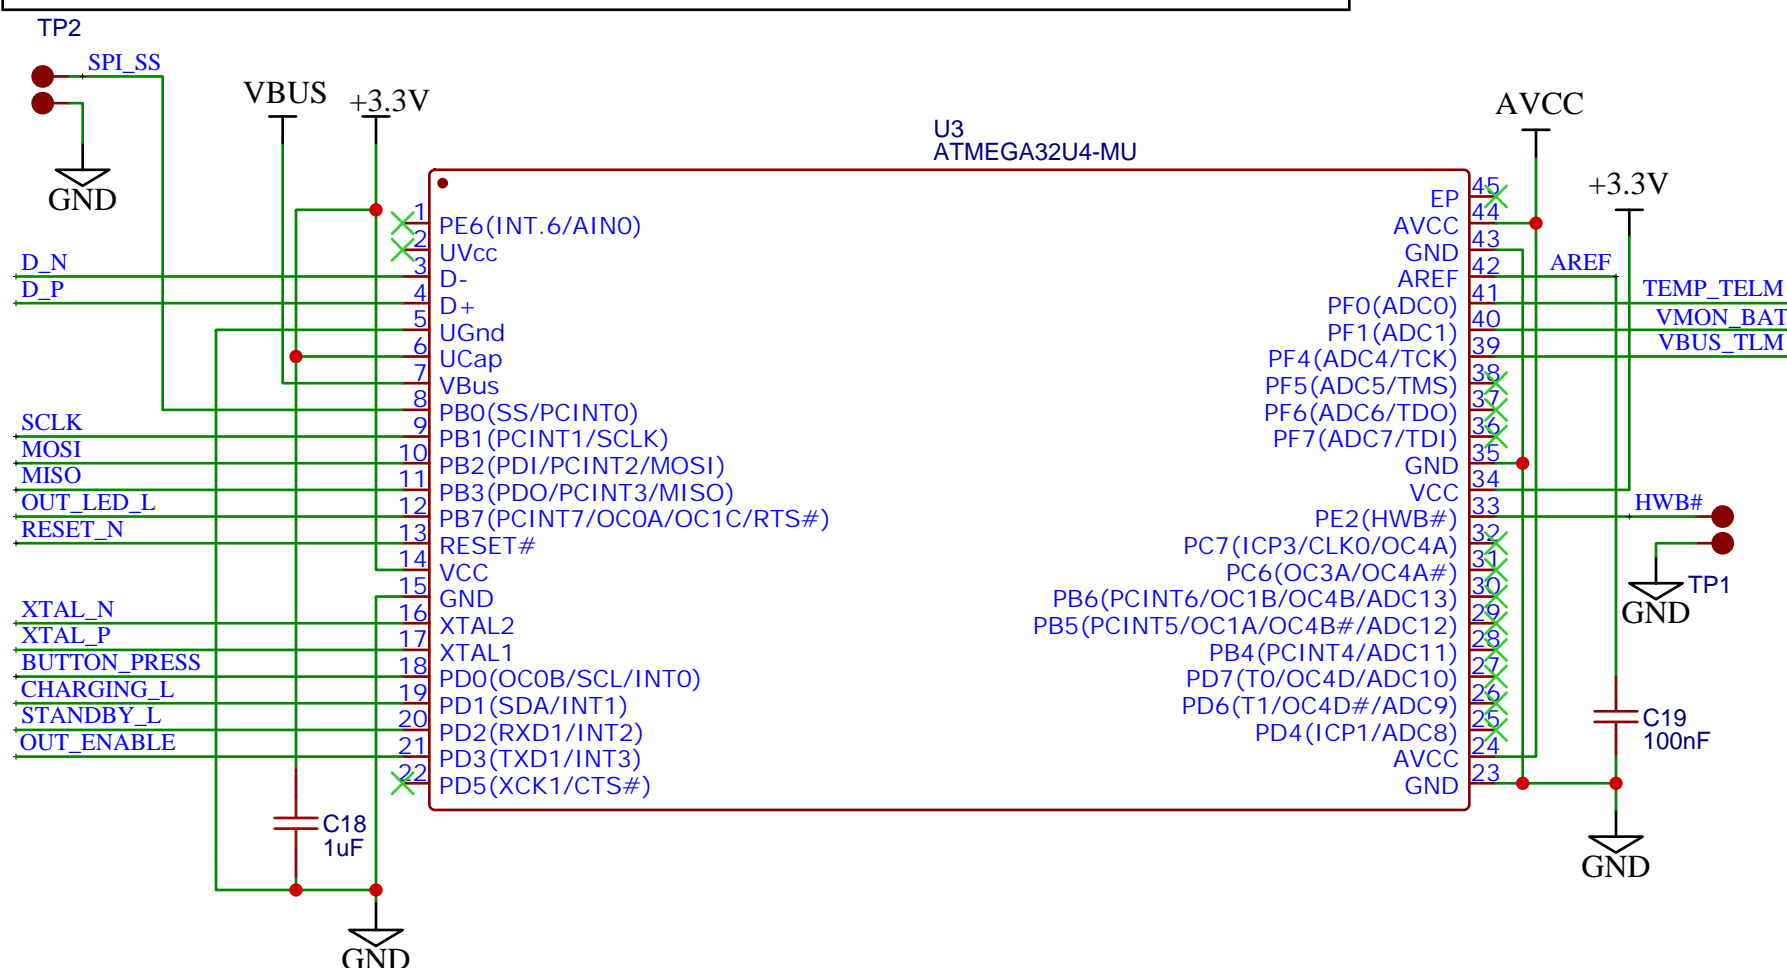 TP2
SPI_SS
GND
VBUS
+3.3V
U3
ATMEGA32U4-MU
AVCC
+3.3V
D_N
D_P
SCLK
MOSI
MISO
OUT_LED_L
RESET_N
XTAL_N
XTAL_P
BUTTON_PRESS
CHARGING_L
STANDBY_L
OUT_ENABLE
1 PE6(INT.6/AIN0)
2 UVcc
3 D-
4 D+
5 UGnd
6 UCap
7 VBus
8 PB0(SS/PCINT0)
9 PB1(PCINT1/SCLK)
10 PB2(PDI/PCINT2/MOSI)
11 PB3(PDO/PCINT3/MISO)
12 PB7(PCINT7/OC0A/OC1C/RTS#)
13 RESET#
14 VCC
15 GND
16 XTAL2
17 XTAL1
18 PD0(OC0B/SCL/INT0)
19 PD1(SDA/INT1)
20 PD2(RXD1/INT2)
21 PD3(TXD1/INT3)
22 PD5(XCK1/CTS#)
EP 45
AVCC 44
GND 43
AREF 42
PF0(ADC0) 41
PF1(ADC1) 40
PF4(ADC4/TCK) 39
PF5(ADC5/TMS) 38
PF6(ADC6/TDO) 37
PF7(ADC7/TDI) 36
GND 35
VCC 34
PE2(HWB#) 33
PC7(ICP3/CLK0/OC4A) 32
PC6(OC3A/OC4A#) 31
PB6(PCINT6/OC1B/OC4B/ADC13) 30
PB5(PCINT5/OC1A/OC4B#/ADC12) 29
PB4(PCINT4/ADC11) 28
PD7(T0/OC4D/ADC10) 27
PD6(T1/OC4D#/ADC9) 26
PD4(ICP1/ADC8) 25
AVCC 24
GND 23
AREF
TEMP_TELM
VMON_BAT
VBUS_TLM
HWB#
TP1
GND
C19
100nF
GND
C18
1uF
GND